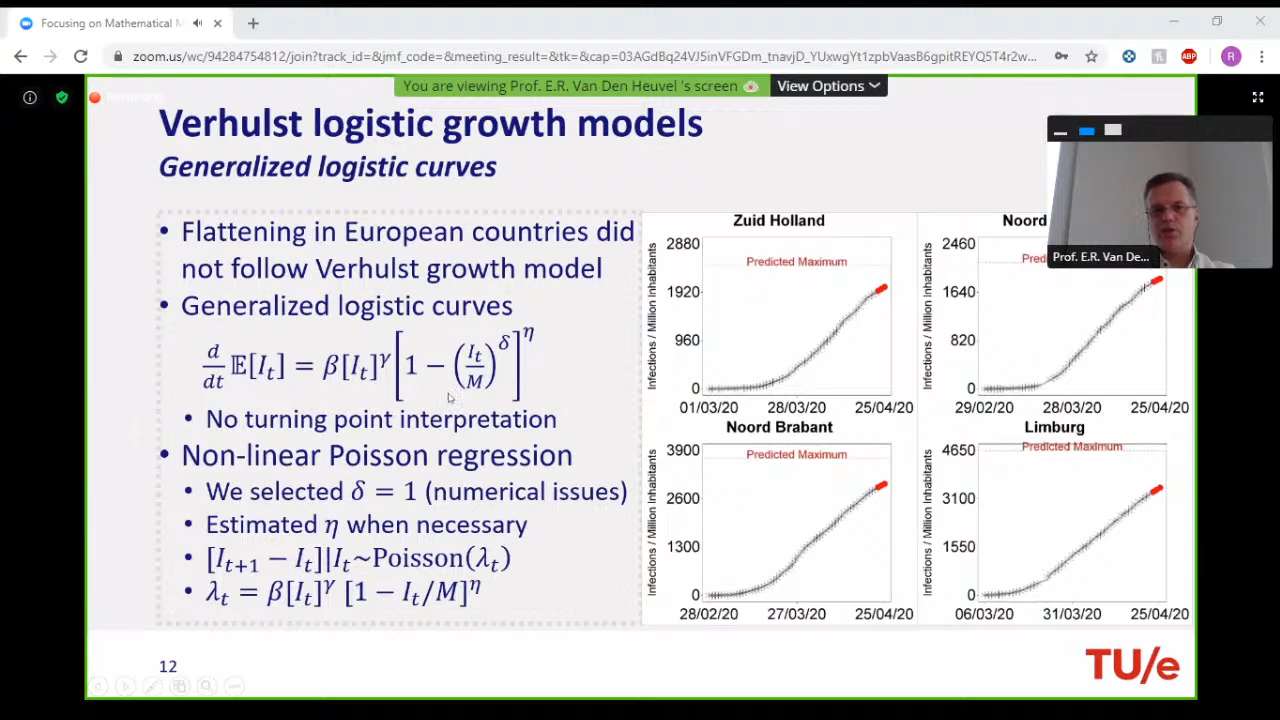 Focusing on Mathematical M
zoom.us/wc/94284754812/join?track_id=&jmf_code=&meeting_result=&tk=&cap=03AGdBq24VJ5inVFGDm_tnavjD_YUxwgYt1zpbVaasB6gpitREYQ5T4r2w...
ABP
R
You are viewing Prof. E.R. Van Den Heuvel 's screen
View Options
Verhulst logistic growth models
Generalized logistic curves
• Flattening in European countries did
not follow Verhulst growth model
• Generalized logistic curves
d/dt 𝔼[I_t] = β[I_t]^γ [1 − (I_t/M)^δ]^η
• No turning point interpretation
• Non-linear Poisson regression
• We selected δ = 1 (numerical issues)
• Estimated η when necessary
• [I_{t+1} − I_t]|I_t~Poisson(λ_t)
• λ_t = β[I_t]^γ [1 − I_t/M]^η
Zuid Holland
Infections / Million Inhabitants
2880
1920
960
0
Predicted Maximum
01/03/20 28/03/20 25/04/20
Noord
Infections / Million Inhabitants
2460
1640
820
0
Predi
29/02/20 28/03/20 25/04/20
Prof. E.R. Van De...
Noord Brabant
Infections / Million Inhabitants
3900
2600
1300
0
Predicted Maximum
28/02/20 27/03/20 25/04/20
Limburg
Infections / Million Inhabitants
4650
3100
1550
0
Predicted Maximum
06/03/20 31/03/20 25/04/20
12
TU/e